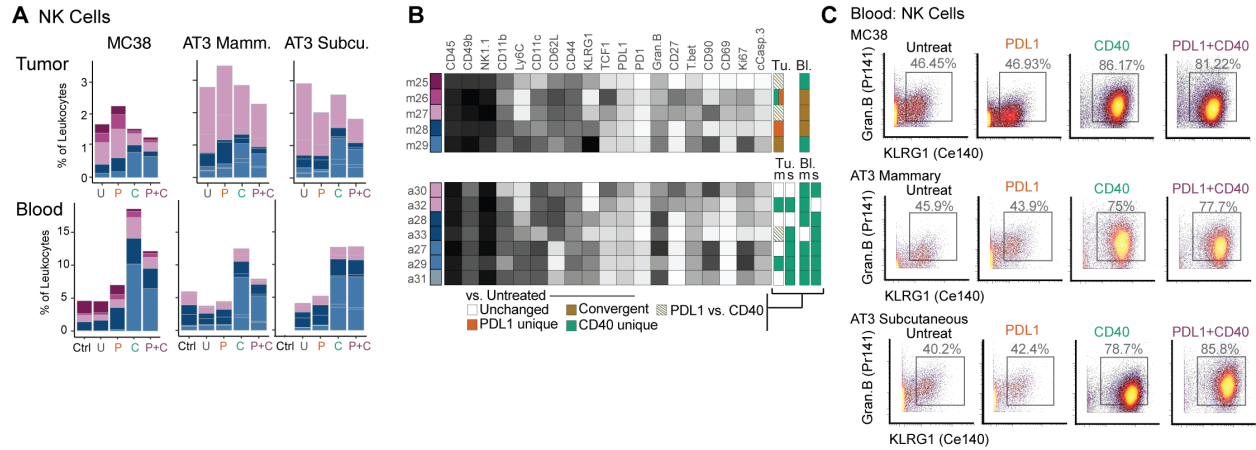 A NK Cells
MC38 AT3 Mamm. AT3 Subcu.
Tumor
% of Leukocytes
3
2
1
0
U P C P+C U P C P+C U P C P+C
Blood
% of Leukocytes
15
10
5
0
Ctrl U P C P+C Ctrl U P C P+C Ctrl U P C P+C
B
CD45 CD49b NK1.1 CD11b Ly6C CD11c CD62L CD44 KLRG1 TCF1 PDL1 PD1 Gran.B CD27 T.bet CD90 CD69 Ki67 cCasp.3
Tu. Bl.
m25
m26
m27
m28
m29
Tu. Bl.
m s m s
a30
a32
a28
a33
a27
a29
a31
vs. Untreated
Unchanged Convergent PDL1 vs. CD40
PDL1 unique CD40 unique
C Blood: NK Cells
MC38
Untreat PDL1 CD40 PDL1+CD40
46.45% 46.93% 86.17% 81.22%
Gran.B (Pr141)
KLRG1 (Ce140)
AT3 Mammary
Untreat PDL1 CD40 PDL1+CD40
45.9% 43.9% 75% 77.7%
Gran.B (Pr141)
KLRG1 (Ce140)
AT3 Subcutaneous
Untreat PDL1 CD40 PDL1+CD40
40.2% 42.4% 78.7% 85.8%
Gran.B (Pr141)
KLRG1 (Ce140)